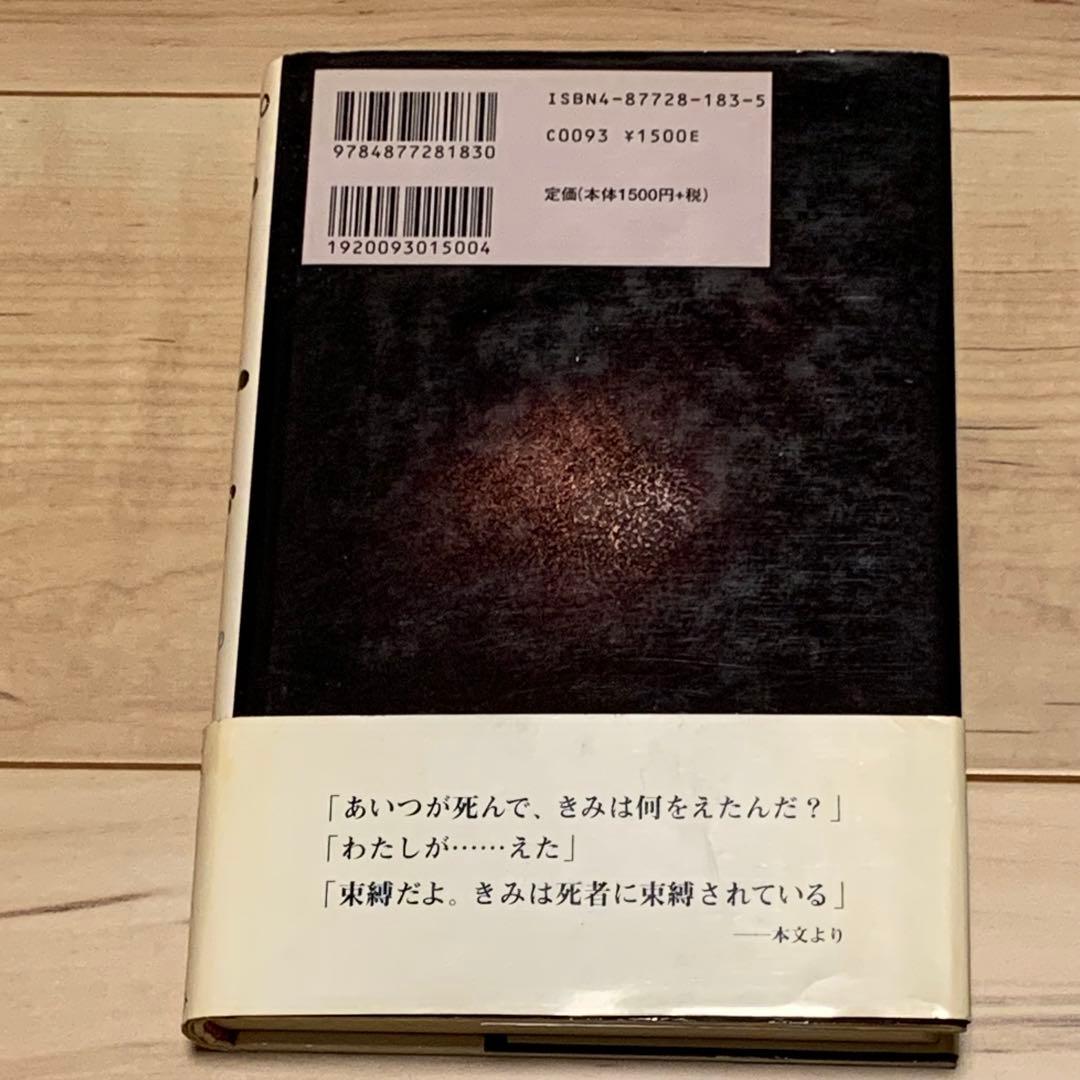 ISBN4-87728-183-5
9784877281830
C0093 ¥1500E
定価(本体1500円+税)
1920093015004
「あいつが死んで、きみは何をえたんだ?」
「わたしが……えた」
「束縛だよ。きみは死者に束縛されている」
——本文より